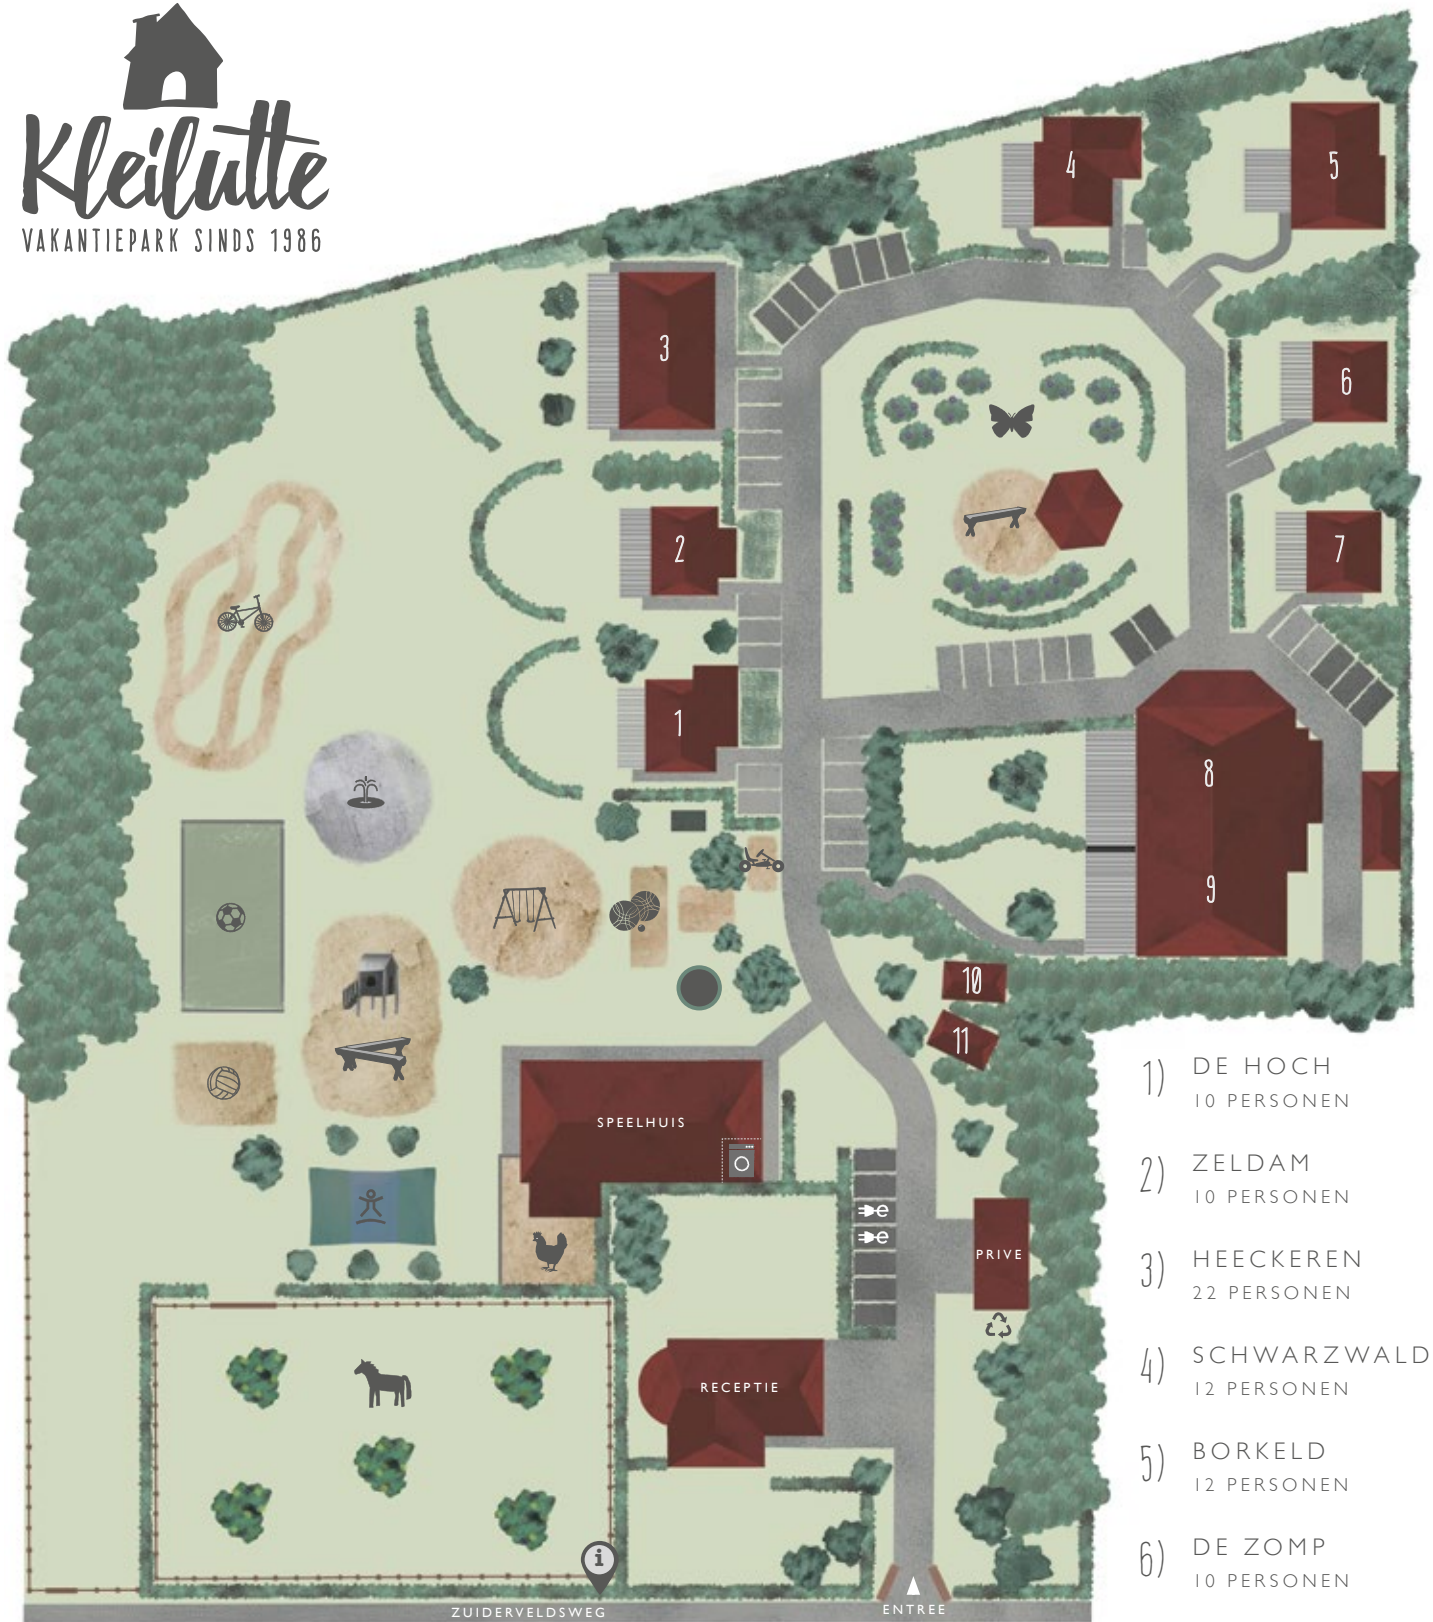 Kleilutte
VAKANTIEPARK SINDS 1986
4
5
3
6
2
7
1
8
9
10
11
SPEELHUIS
PRIVE
RECEPTIE
i
ZUIDERVELDSWEG
ENTREE
1) DE HOCH
10 PERSONEN
2) ZELDAM
10 PERSONEN
3) HEECKEREN
22 PERSONEN
4) SCHWARZWALD
12 PERSONEN
5) BORKELD
12 PERSONEN
6) DE ZOMP
10 PERSONEN